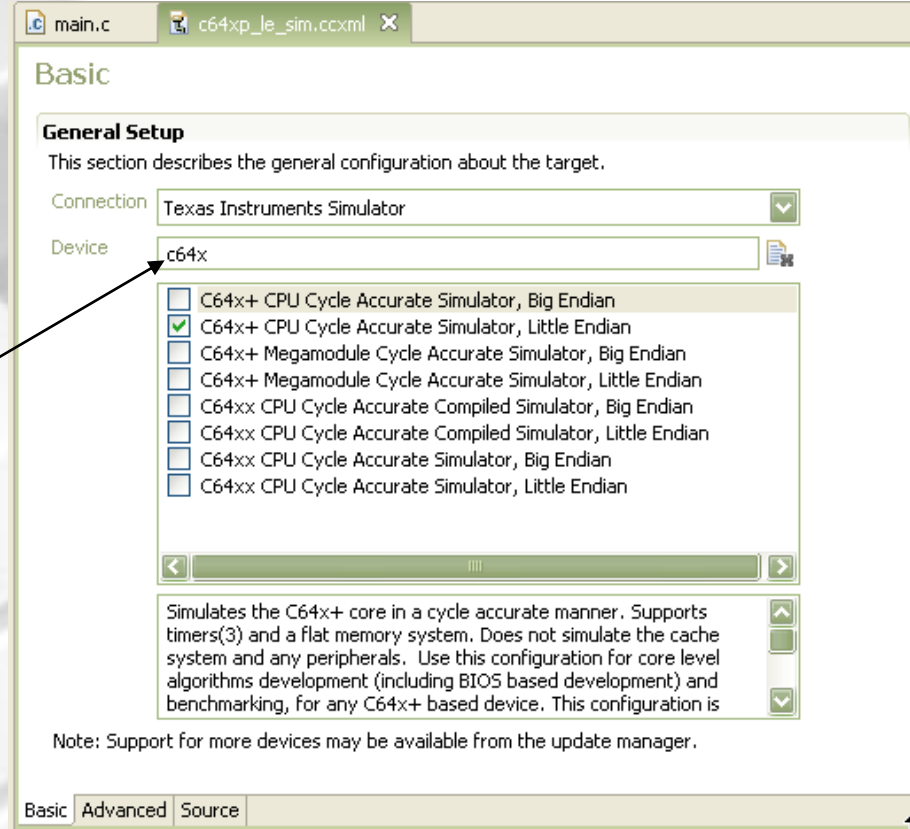 main.c
c64xp_le_sim.ccxml
Basic
General Setup
This section describes the general configuration about the target.
Connection
Texas Instruments Simulator
Device
c64x
C64x+ CPU Cycle Accurate Simulator, Big Endian
C64x+ CPU Cycle Accurate Simulator, Little Endian
C64x+ Megamodule Cycle Accurate Simulator, Big Endian
C64x+ Megamodule Cycle Accurate Simulator, Little Endian
C64xx CPU Cycle Accurate Compiled Simulator, Big Endian
C64xx CPU Cycle Accurate Compiled Simulator, Little Endian
C64xx CPU Cycle Accurate Simulator, Big Endian
C64xx CPU Cycle Accurate Simulator, Little Endian
Simulates the C64x+ core in a cycle accurate manner. Supports
timers(3) and a flat memory system. Does not simulate the cache
system and any peripherals. Use this configuration for core level
algorithms development (including BIOS based development) and
benchmarking, for any C64x+ based device. This configuration is
Note: Support for more devices may be available from the update manager.
Basic Advanced Source